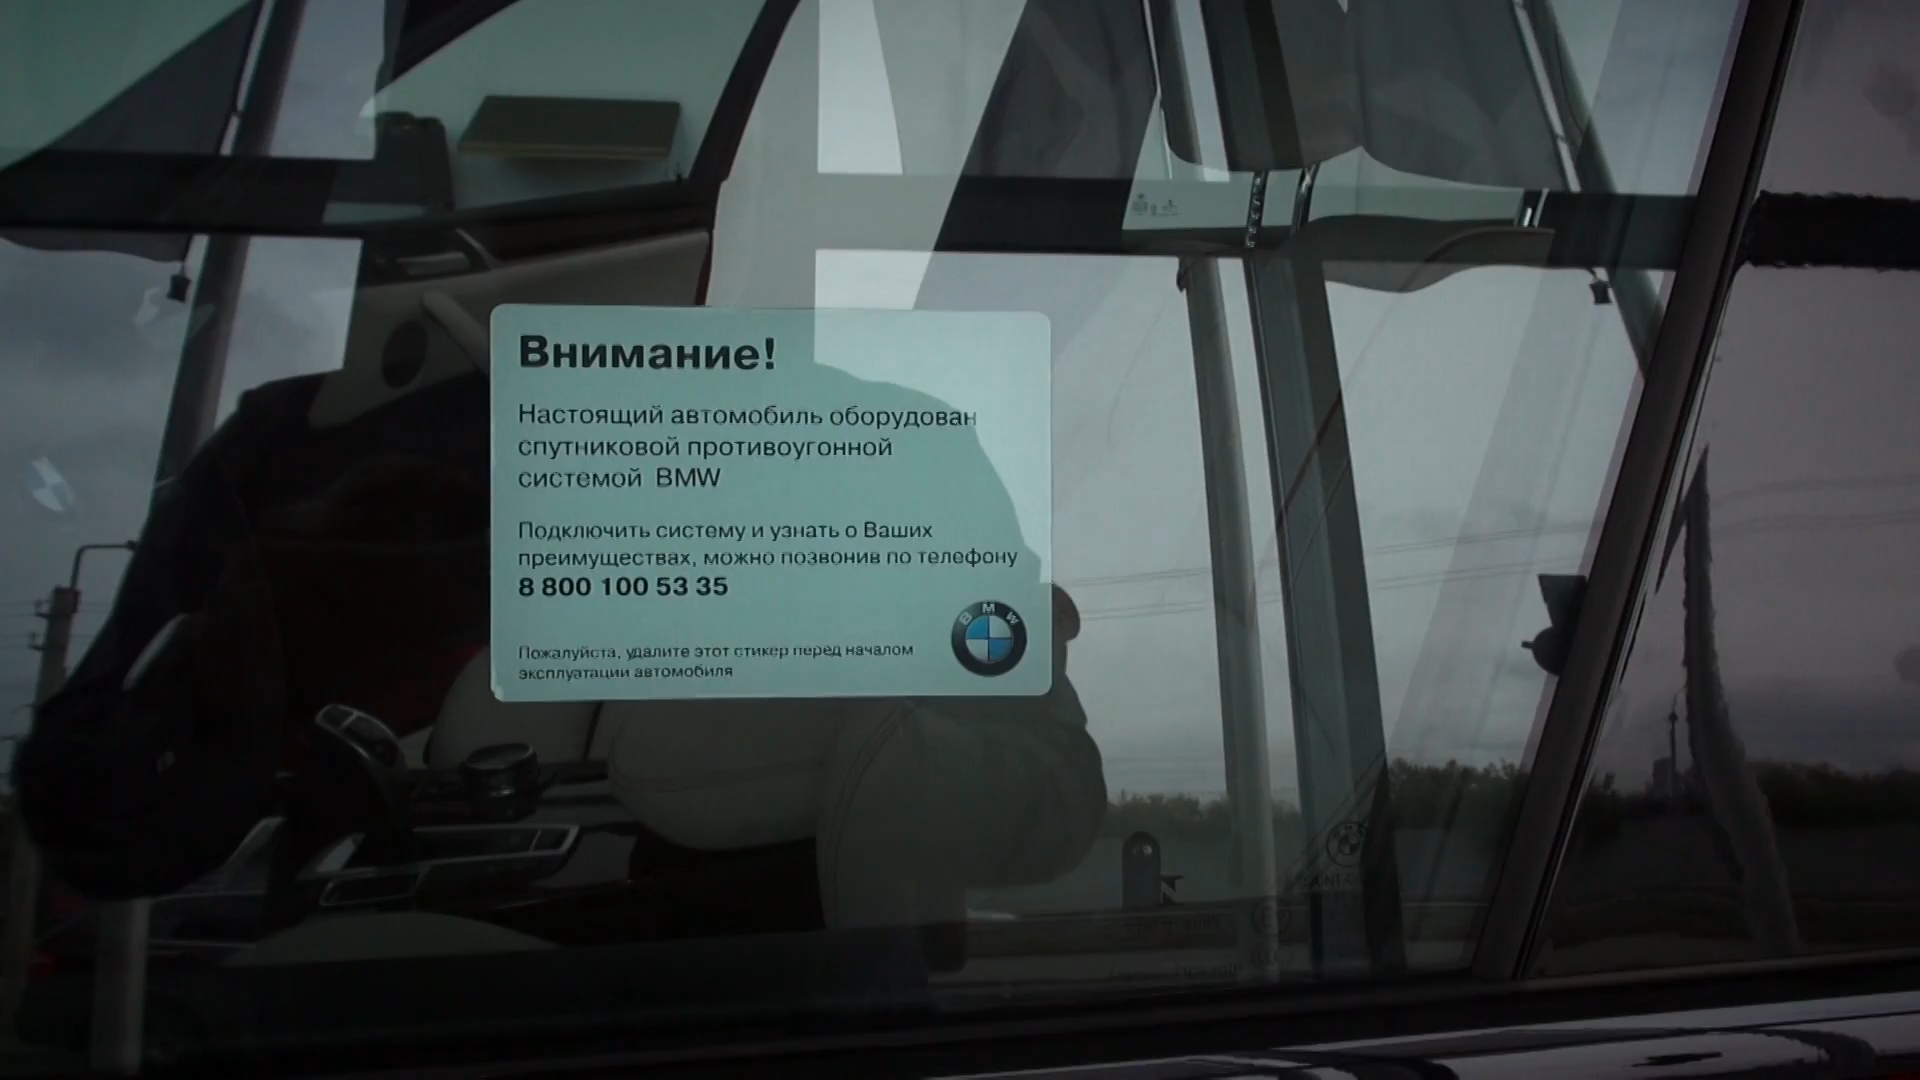 Внимание!
Настоящий автомобиль оборудован
спутниковой противоугонной
системой BMW
Подключить систему и узнать о Ваших
преимуществах, можно позвонив по телефону
8 800 100 53 35
Пожалуйста, удалите этот стикер перед началом
эксплуатации автомобиля
BMW